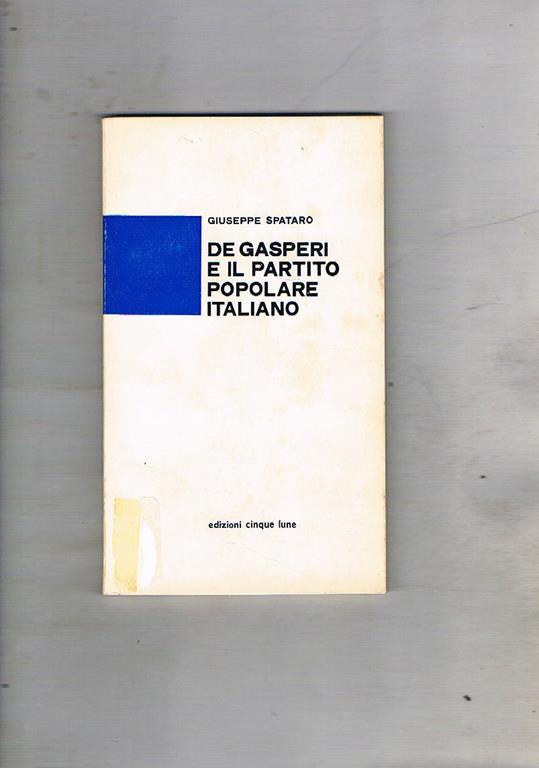 GIUSEPPE SPATARO
DE GASPERI
E IL PARTITO
POPOLARE
ITALIANO
edizioni cinque lune